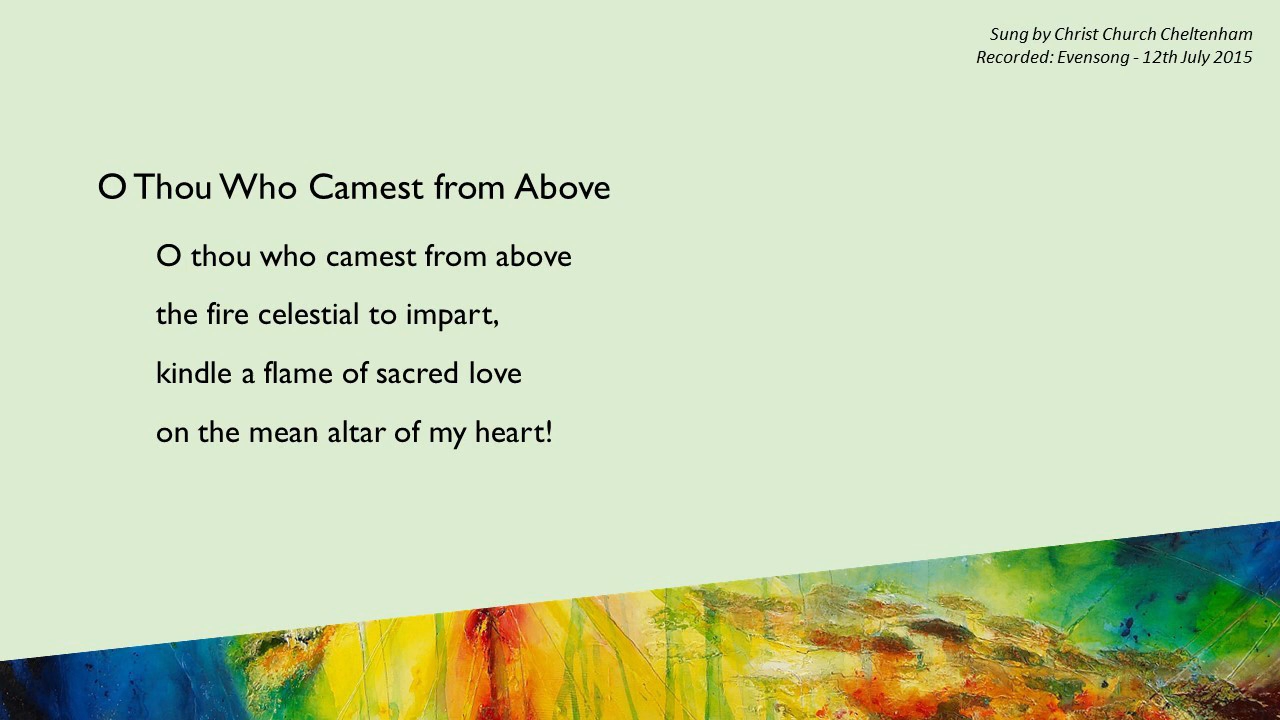 Sung by Christ Church Cheltenham
Recorded: Evensong - 12th July 2015
O Thou Who Camest from Above
O thou who camest from above
the fire celestial to impart,
kindle a flame of sacred love
on the mean altar of my heart!